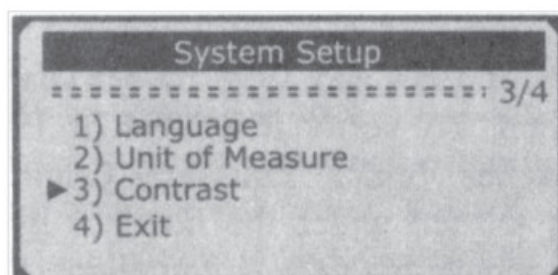 System Setup
3/4
1) Language
2) Unit of Measure
►3) Contrast
4) Exit